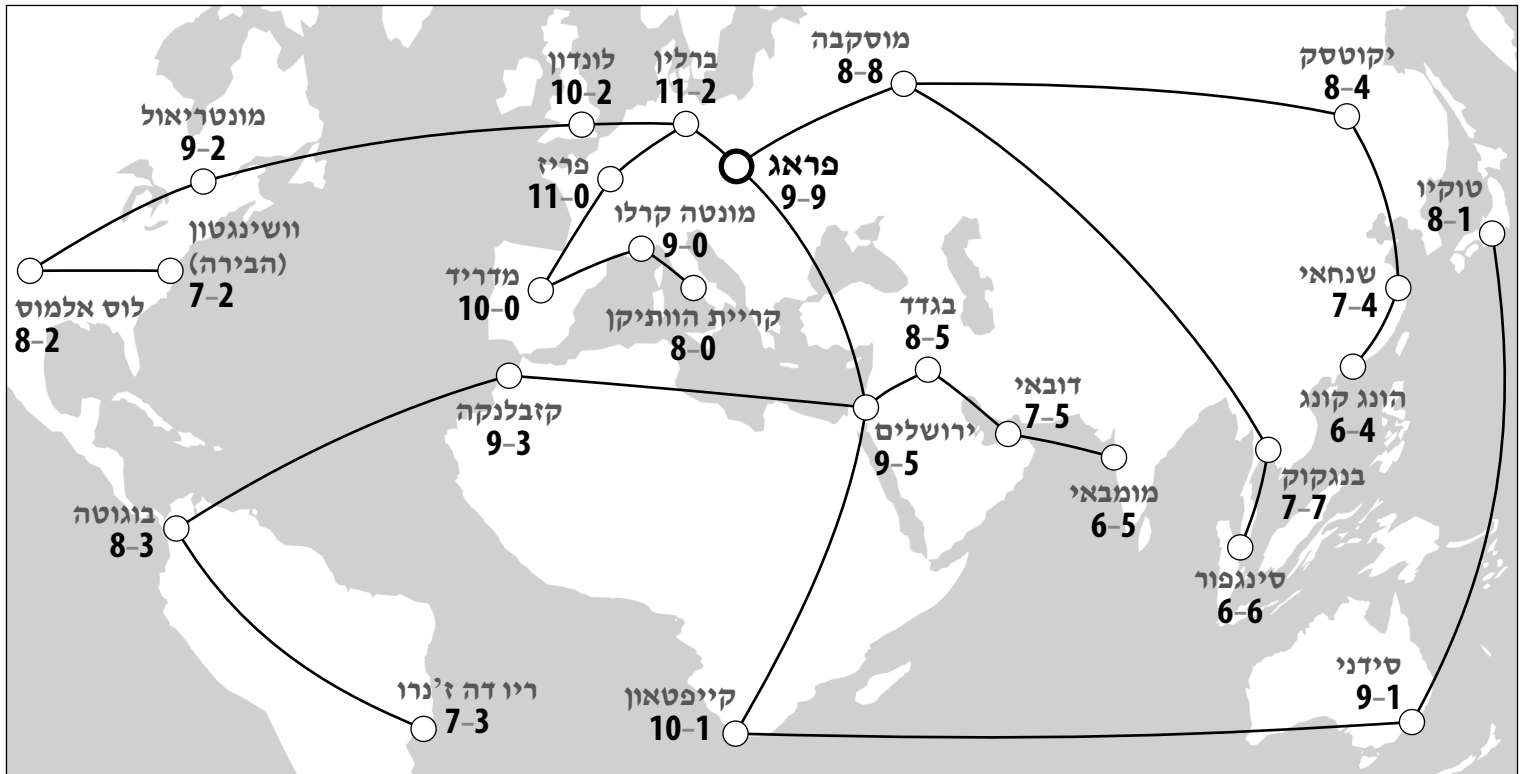 מוסקבה
8–8
יקוטסק
8–4
לונדון
10–2
ברלין
11–2
מונטריאול
9–2
פריז
11–0
פראג
9–9
טוקיו
8–1
מונטה קרלו
9–0
וושינגטון
(הבירה)
7–2
מדריד
10–0
לוס אלמוס
8–2
קריית הוותיקן
8–0
בגדד
8–5
שנחאי
7–4
דובאי
7–5
הונג קונג
6–4
קזבלנקה
9–3
ירושלים
9–5
בנגקוק
7–7
מומבאי
6–5
בוגוטה
8–3
סינגפור
6–6
סידני
9–1
ריו דה ז'נרו
7–3
קייפטאון
10–1